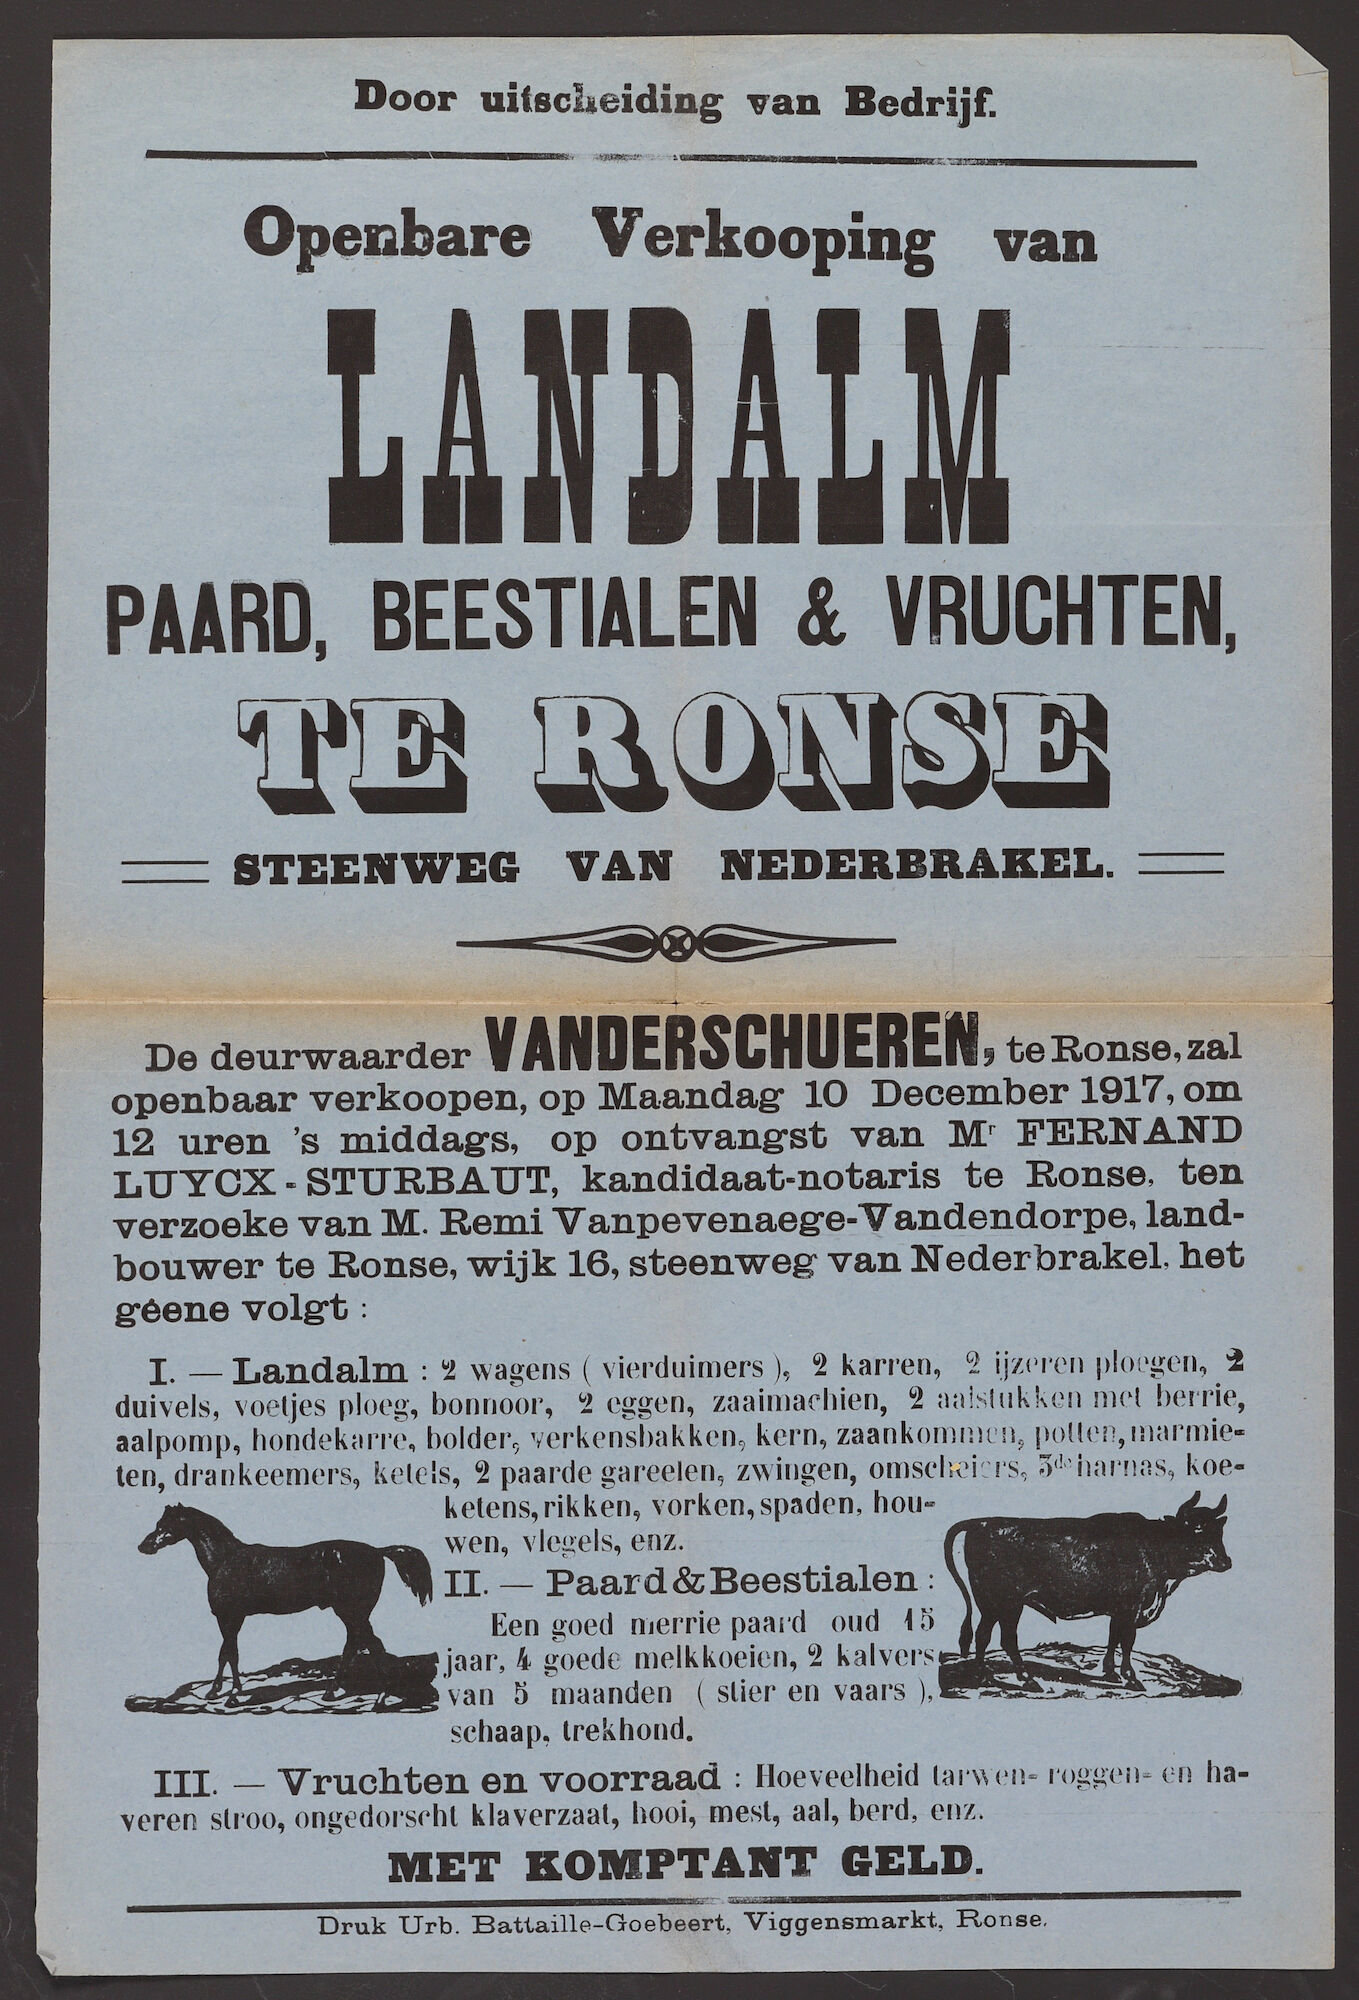 Door uitscheiding van Bedrijf.
Openbare Verkooping van
LANDALM
PAARD, BEESTIALEN & VRUCHTEN,
TE RONSE
STEENWEG VAN NEDERBRAKEL.
De deurwaarder VANDERSCHUEREN, te Ronse, zal
openbaar verkoopen, op Maandag 10 December 1917, om
12 uren 's middags, op ontvangst van Mr FERNAND
LUYCX-STURBAUT, kandidaat-notaris te Ronse, ten
verzoeke van M. Remi Vanpevenaege-Vandendorpe, land-
bouwer te Ronse, wijk 16, steenweg van Nederbrakel, het
géene volgt :
I. — Landalm : 2 wagens ( vierduimers ), 2 karren, 2 ijzeren ploegen, 2
duivels, voetjes ploeg, bonnoor, 2 eggen, zaaimachien, 2 aalstukken met berrie,
aalpomp, hondekarre, bolder, verkensbakken, kern, zaankommen, potten, marmie-
ten, drankeemers, ketels, 2 paarde gareelen, zwingen, omscheiers, 3de harnas, koe-
ketens, rikken, vorken, spaden, hou-
wen, vlegels, enz.
II. — Paard & Beestialen :
Een goed merrie paard oud 15
jaar, 4 goede melkkoeien, 2 kalvers
van 5 maanden ( stier en vaars ),
schaap, trekhond.
III. — Vruchten en voorraad : Hoeveelheid tarwen- roggen- en ha-
veren stroo, ongedorscht klaverzaat, hooi, mest, aal, berd, enz.
MET KOMPTANT GELD.
Druk Urb. Battaille-Goebeert, Viggensmarkt, Ronse.